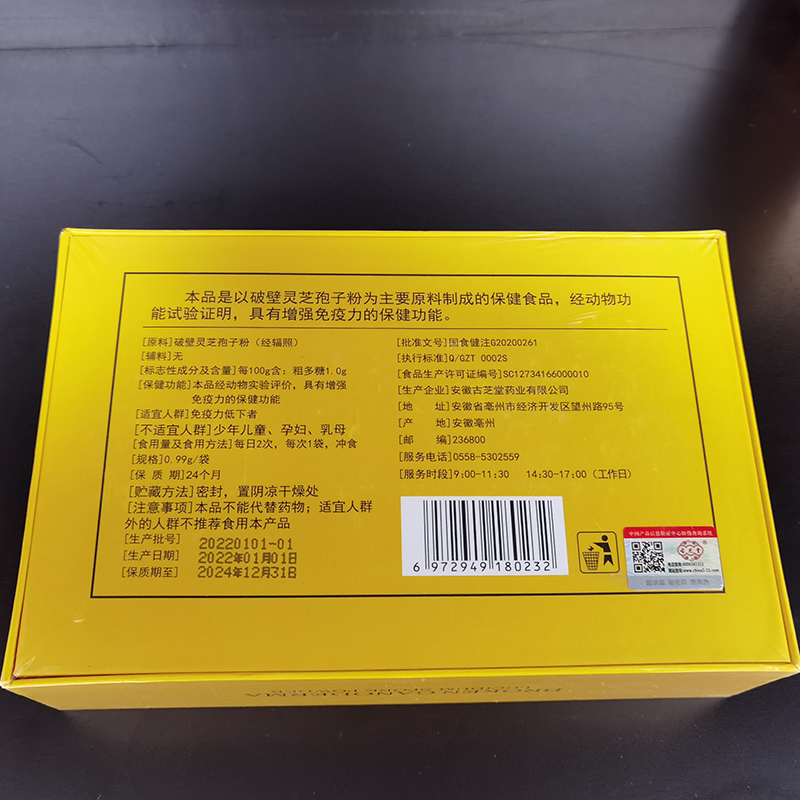 本品是以破壁灵芝孢子粉为主要原料制成的保健食品，经动物功
能试验证明，具有增强免疫力的保健功能。
[原料]破壁灵芝孢子粉（经辐照）
[辅料]无
[标志性成分及含量]每100g含：粗多糖1.0g
[保健功能]本品经动物实验评价，具有增强
免疫力的保健功能
[适宜人群]免疫力低下者
[不适宜人群]少年儿童、孕妇、乳母
[食用量及食用方法]每日2次，每次1袋，冲食
[规格]0.99g/袋
[保 质 期]24个月
[贮藏方法]密封，置阴凉干燥处
[注意事项]本品不能代替药物；适宜人群
外的人群不推荐食用本产品
[生产批号] 20220101-01
[生产日期] 2022年01月01日
[保质期至] 2024年12月31日
[批准文号]国食健注G20200261
[执行标准]Q/GZT 0002S
[食品生产许可证编号]SC12734166000010
[生产企业]安徽古芝堂药业有限公司
[地 址]安徽省亳州市经济开发区望州路95号
[产 地]安徽亳州
[邮 编]236800
[服务电话]0558-5302559
[服务时段]9:00-11:30 14:30-17:00（工作日）
6 972949 180232
中国产品信息验证中心防伪查询系统